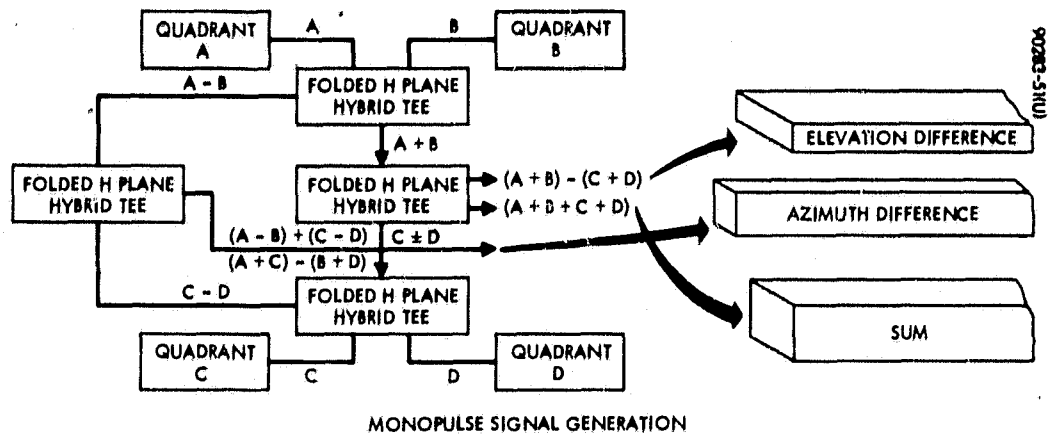 QUADRANT
A
A
B
QUADRANT
B
FOLDED H PLANE
HYBRID TEE
A - B
A + B
FOLDED H PLANE
HYBRID TEE
FOLDED H PLANE
HYBRID TEE
(A + B) - (C + D)
(A + B + C + D)
(A - B) + (C - D)
(A + C) - (B + D)
C ± D
FOLDED H PLANE
HYBRID TEE
C - D
QUADRANT
C
C
D
QUADRANT
D
ELEVATION DIFFERENCE
AZIMUTH DIFFERENCE
SUM
MONOPULSE SIGNAL GENERATION